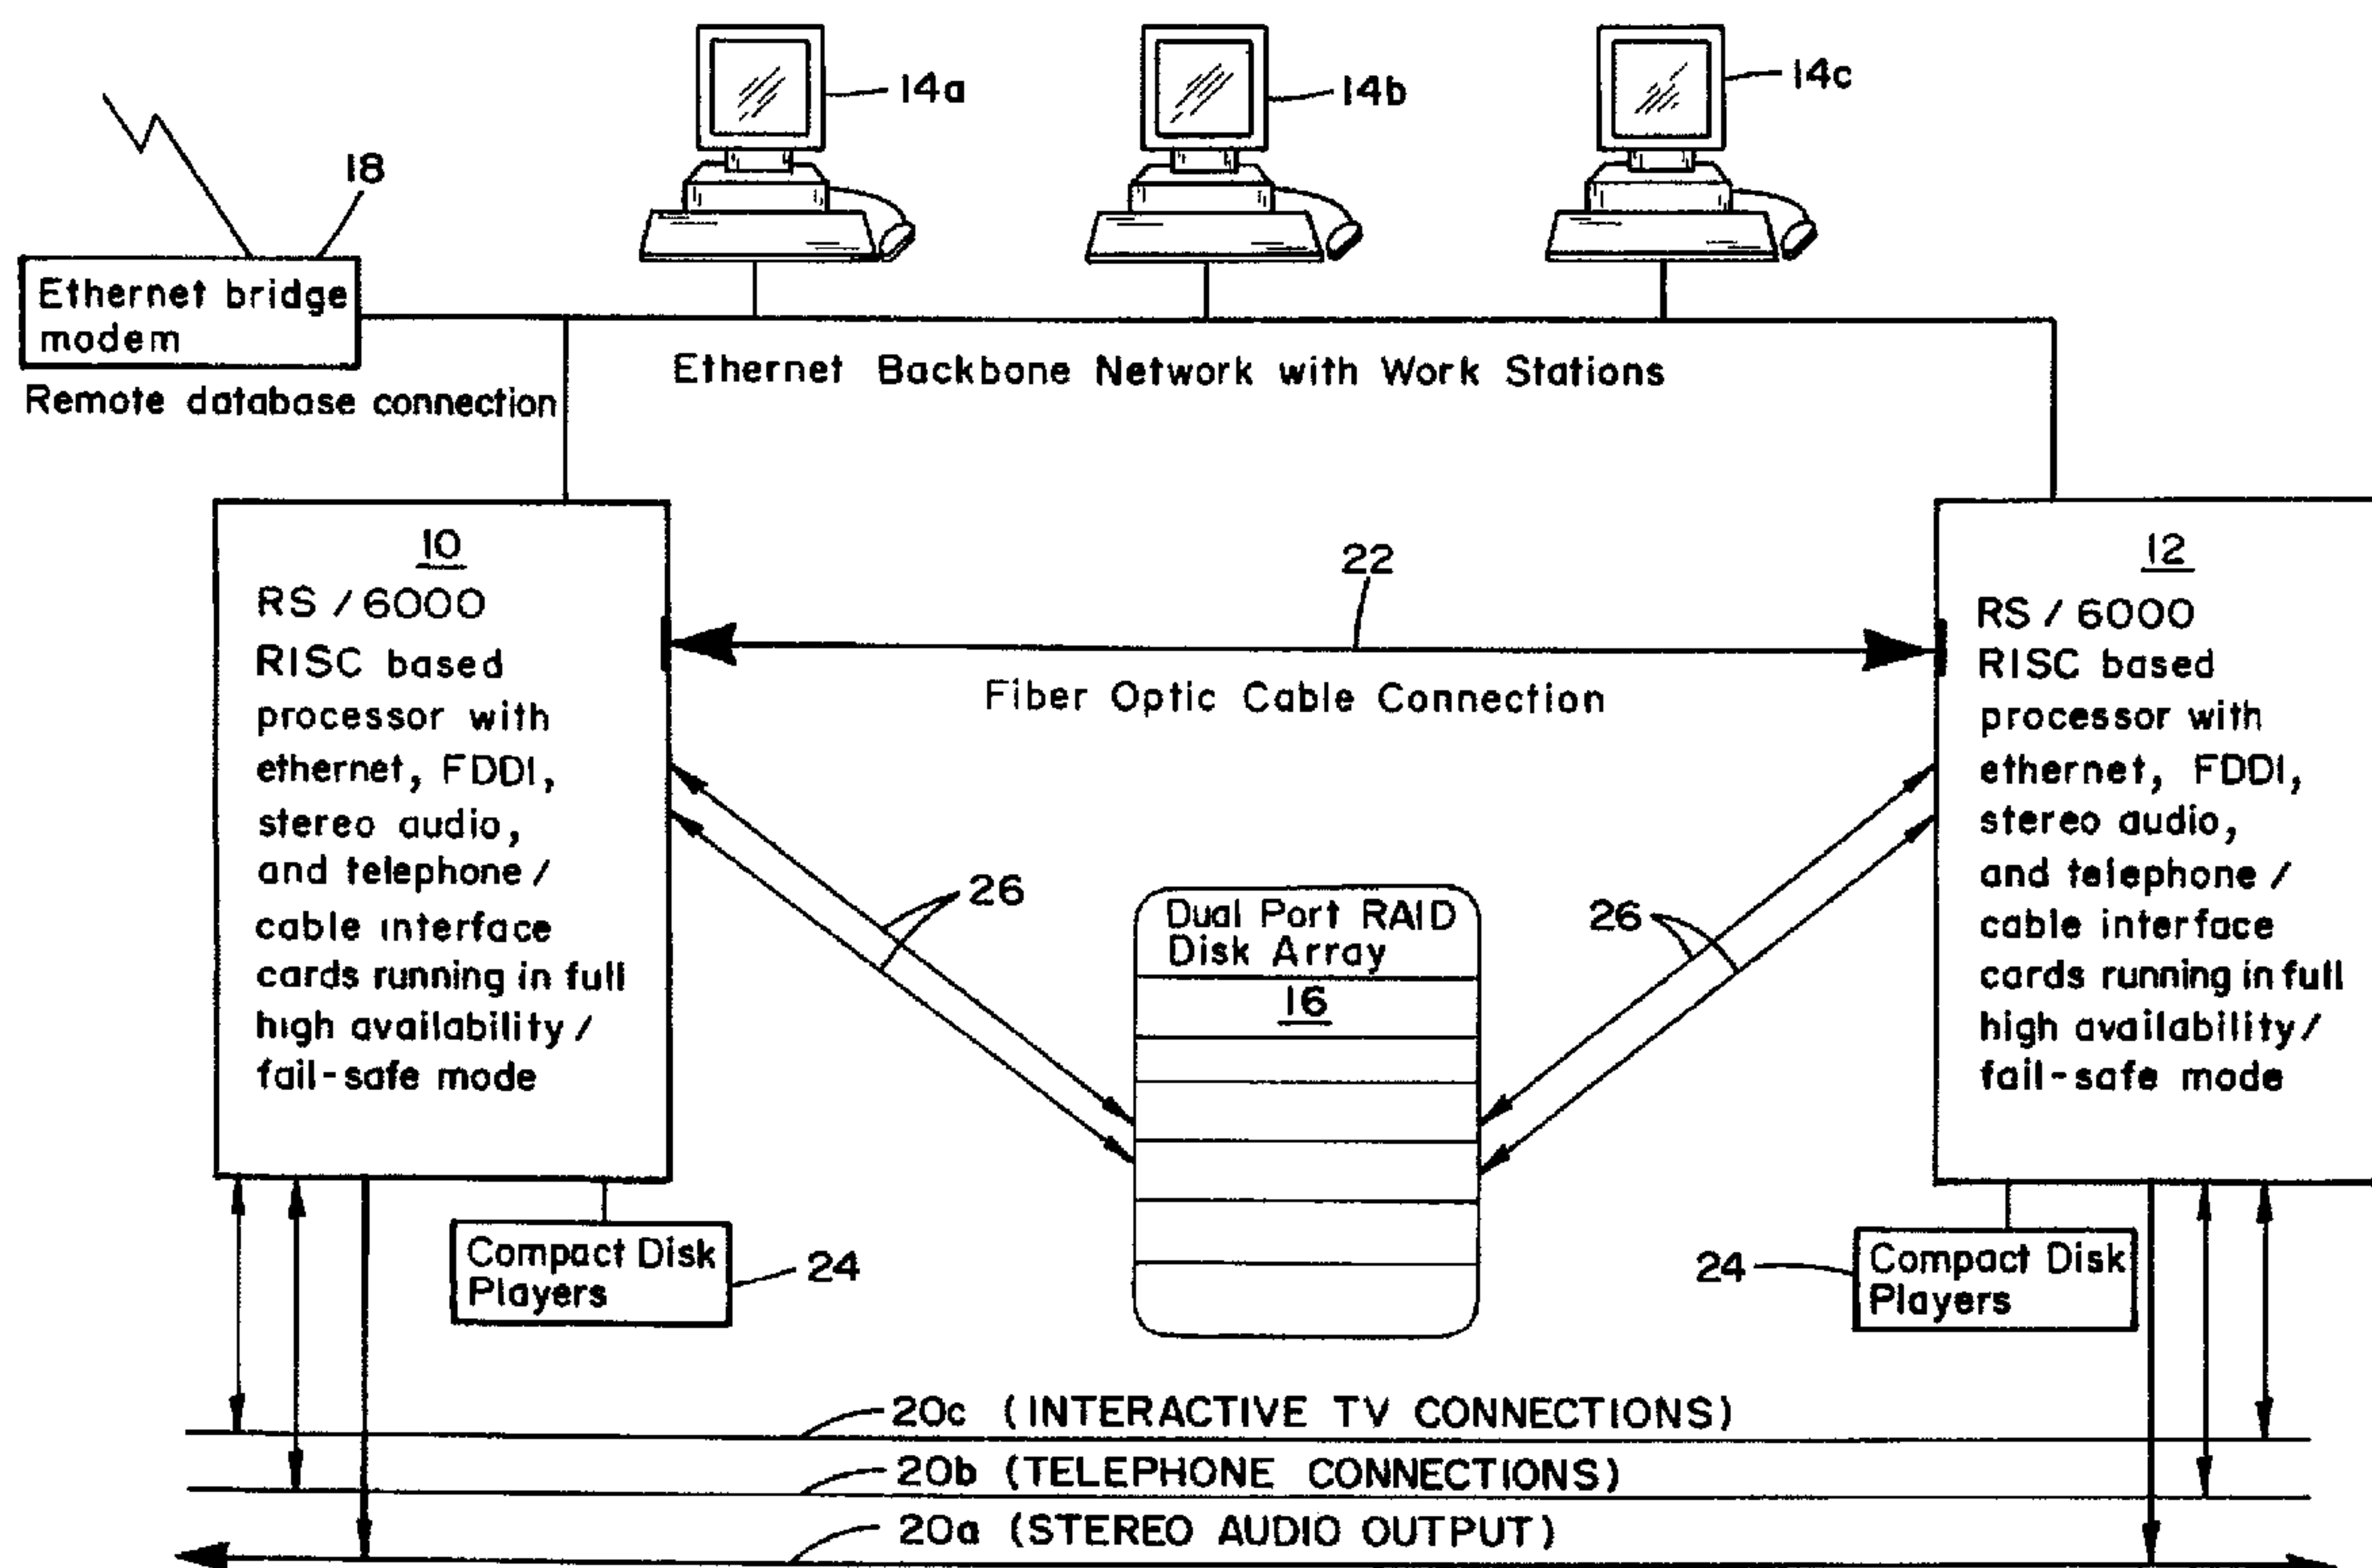 14a
14b
14c
18
Ethernet bridge
modem
Remote database connection
Ethernet Backbone Network with Work Stations
10
RS / 6000
RISC based
processor with
ethernet, FDDI,
stereo audio,
and telephone /
cable interface
cards running in full
high availability /
fail-safe mode
22
Fiber Optic Cable Connection
12
RS / 6000
RISC based
processor with
ethernet, FDDI,
stereo audio,
and telephone /
cable interface
cards running in full
high availability /
fail-safe mode
26
Dual Port RAID
Disk Array
16
26
Compact Disk
Players
24
24
Compact Disk
Players
20c (INTERACTIVE TV CONNECTIONS)
20b (TELEPHONE CONNECTIONS)
20a (STEREO AUDIO OUTPUT)